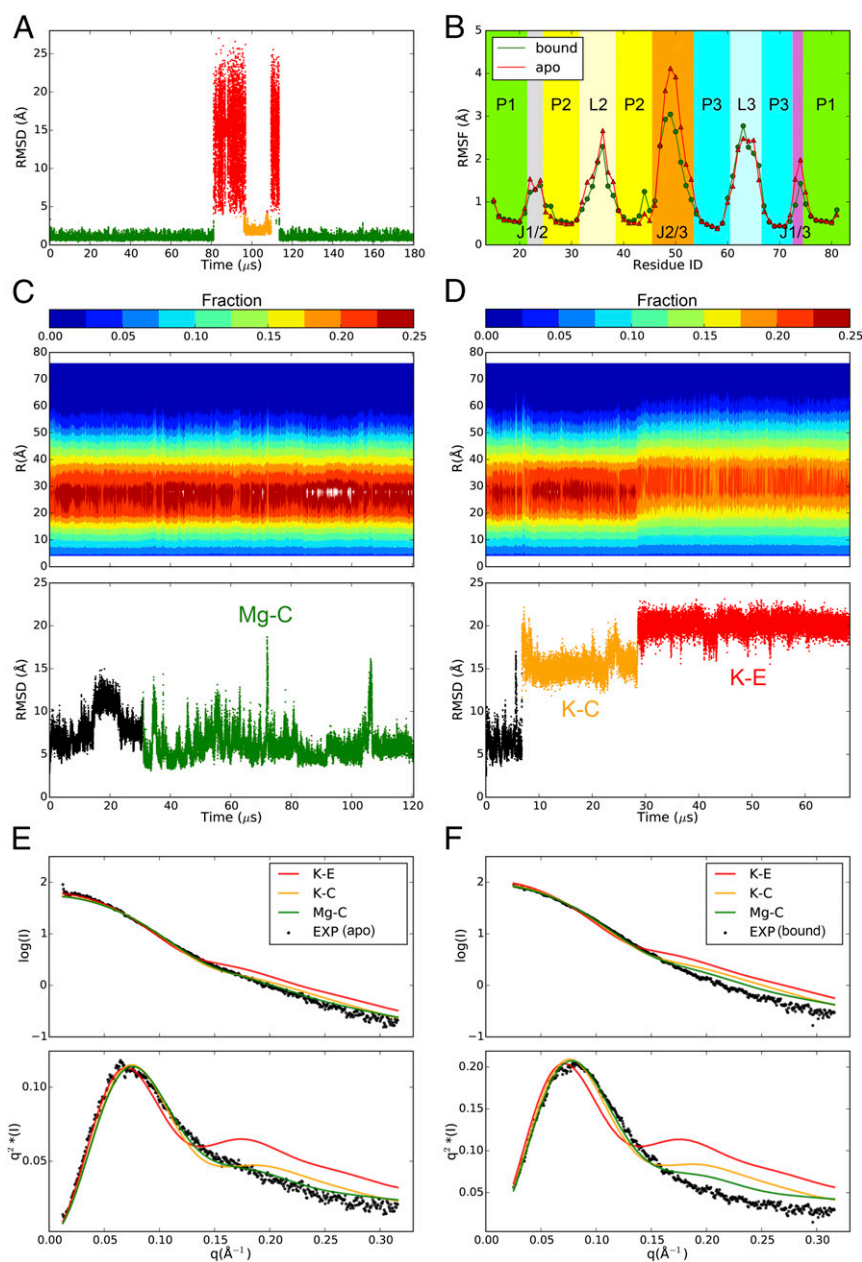 A
RMSD (Å)
30
25
20
15
10
5
0
0 20 40 60 80 100 120 140 160 180
Time (μs)
B
RMSF (Å)
5
4
3
2
1
0
bound
apo
P1 P2 L2 P2 P3 L3 P3 P1
J1/2 J2/3 J1/3
20 30 40 50 60 70 80
Residue ID
C
Fraction
0.00 0.05 0.10 0.15 0.20 0.25
R(Å)
80
70
60
50
40
30
20
10
0
RMSD (Å)
25
20
15
10
5
0
Mg-C
0 20 40 60 80 100 120
Time (μs)
D
Fraction
0.00 0.05 0.10 0.15 0.20 0.25
R(Å)
80
70
60
50
40
30
20
10
0
RMSD (Å)
25
20
15
10
5
0
K-C
K-E
0 10 20 30 40 50 60
Time (μs)
E
log(I)
2
1
0
−1
K-E
K-C
Mg-C
EXP (apo)
q² *(I)
0.10
0.05
0.00 0.05 0.10 0.15 0.20 0.25 0.30
q(Å⁻¹)
F
log(I)
2
1
0
−1
K-E
K-C
Mg-C
EXP (bound)
q² *(I)
0.20
0.15
0.10
0.05
0.00 0.05 0.10 0.15 0.20 0.25 0.30
q(Å⁻¹)